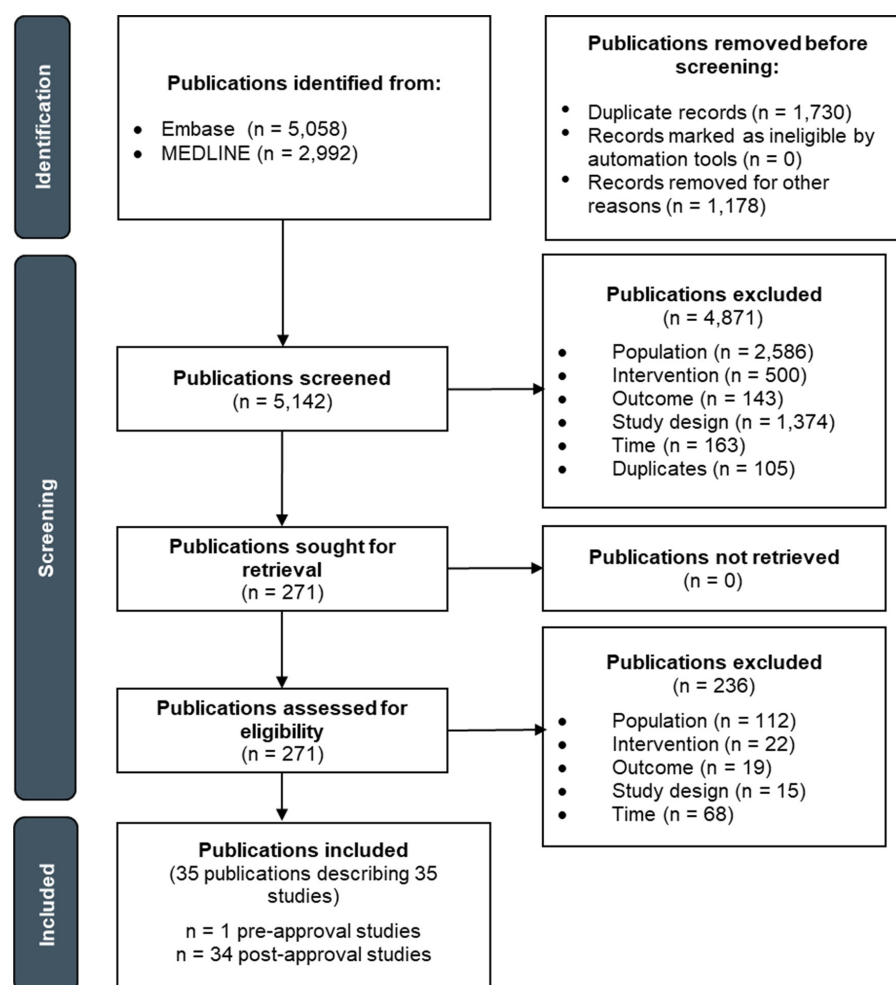 Identification
Publications identified from:
• Embase (n = 5,058)
• MEDLINE (n = 2,992)
Publications removed before
screening:
• Duplicate records (n = 1,730)
• Records marked as ineligible by
automation tools (n = 0)
• Records removed for other
reasons (n = 1,178)
Screening
Publications screened
(n = 5,142)
Publications excluded
(n = 4,871)
• Population (n = 2,586)
• Intervention (n = 500)
• Outcome (n = 143)
• Study design (n = 1,374)
• Time (n = 163)
• Duplicates (n = 105)
Publications sought for
retrieval
(n = 271)
Publications not retrieved
(n = 0)
Publications assessed for
eligibility
(n = 271)
Publications excluded
(n = 236)
• Population (n = 112)
• Intervention (n = 22)
• Outcome (n = 19)
• Study design (n = 15)
• Time (n = 68)
Included
Publications included
(35 publications describing 35
studies)
n = 1 pre-approval studies
n = 34 post-approval studies